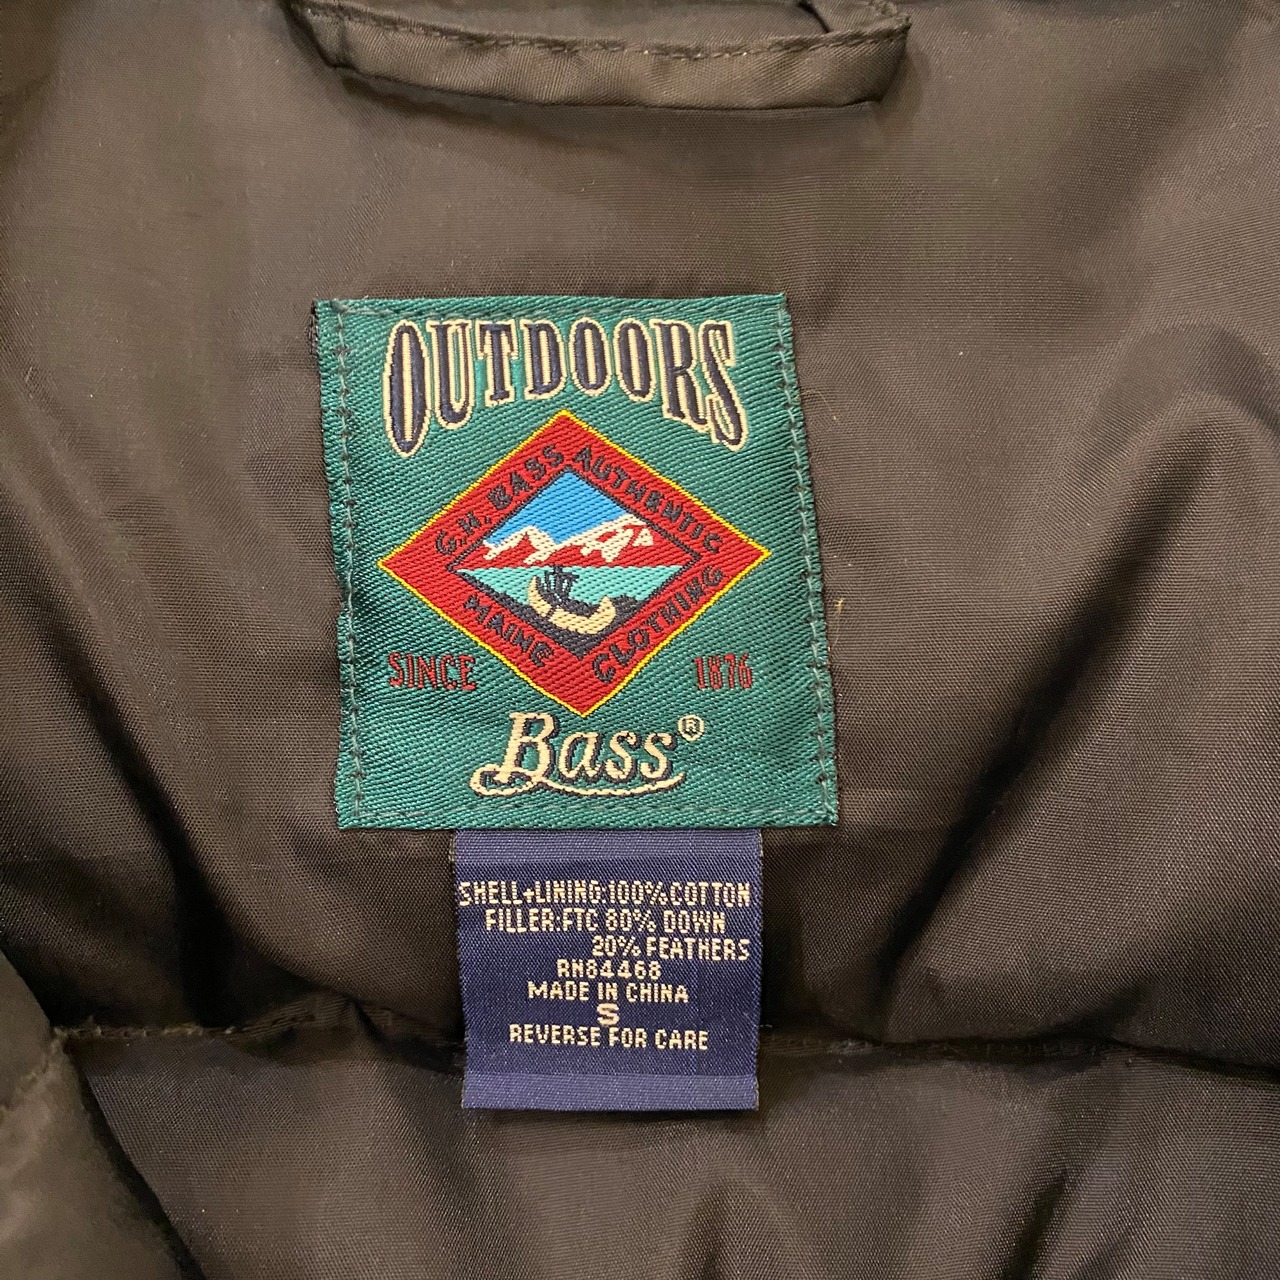 OUTDOORS
G.H. BASS AUTHENTIC
MAINE CLOTHING
SINCE 1876
Bass®
SHELL+LINING:100%COTTON
FILLER:FTC 80% DOWN
20% FEATHERS
RN84468
MADE IN CHINA
S
REVERSE FOR CARE